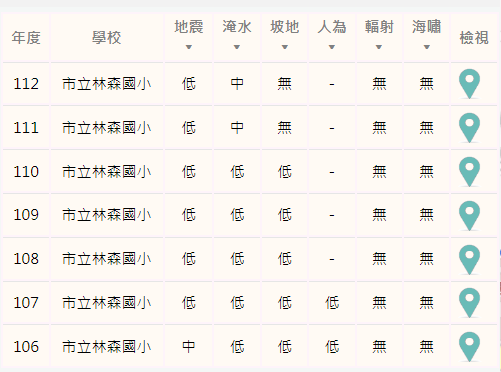 年度 學校 地震 淹水 坡地 人為 輻射 海嘯 檢視
112 市立林森國小 低 中 無 - 無 無
111 市立林森國小 低 中 無 - 無 無
110 市立林森國小 低 低 低 - 無 無
109 市立林森國小 低 低 低 - 無 無
108 市立林森國小 低 低 低 - 無 無
107 市立林森國小 低 低 低 低 無 無
106 市立林森國小 中 低 低 低 無 無